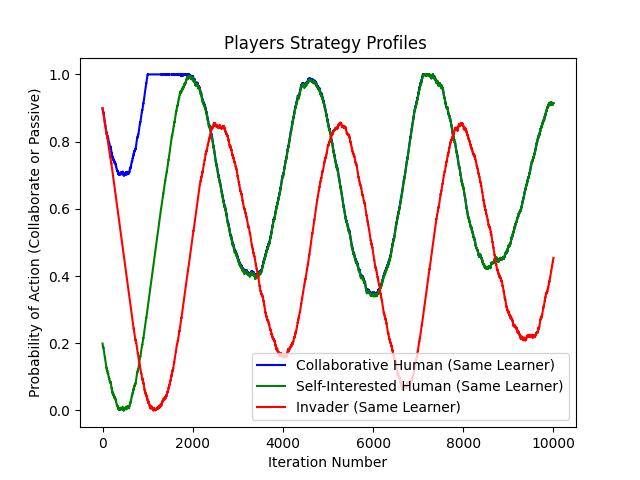 Players Strategy Profiles
Probability of Action (Collaborate or Passive)
1.0
0.8
0.6
0.4
0.2
0.0
Collaborative Human (Same Learner)
Self-Interested Human (Same Learner)
Invader (Same Learner)
0 2000 4000 6000 8000 10000
Iteration Number